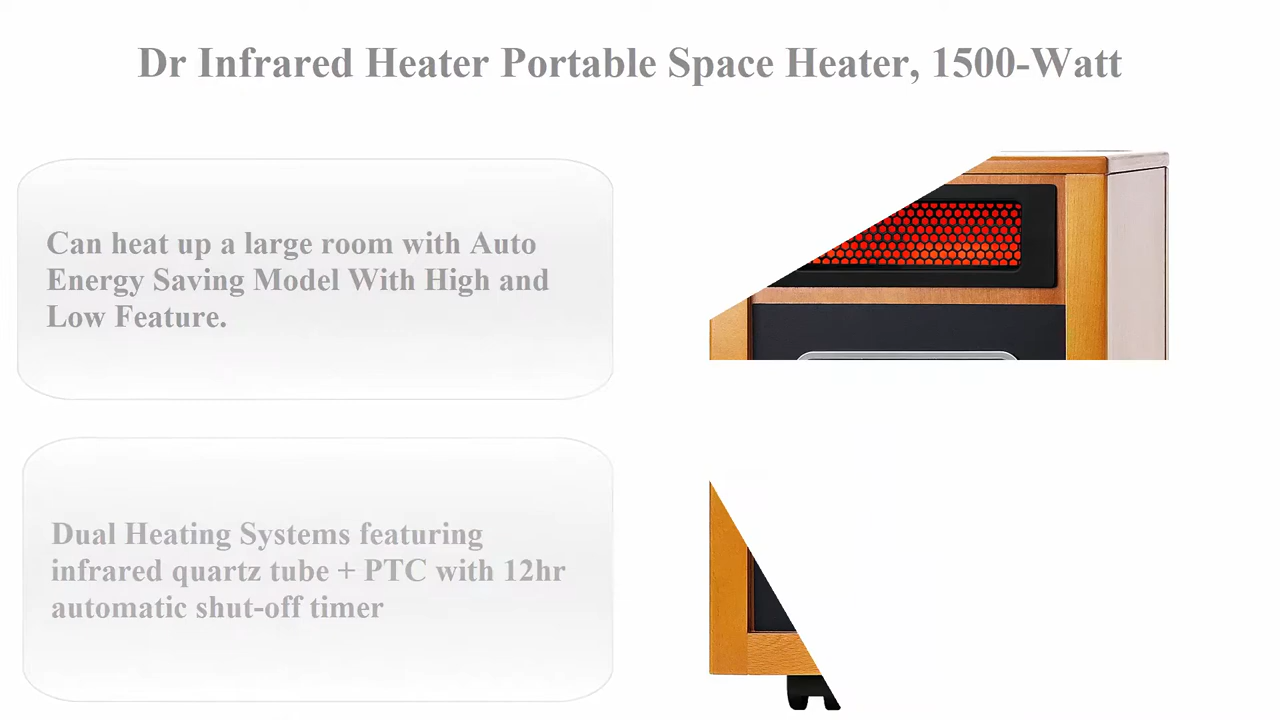 Dr Infrared Heater Portable Space Heater, 1500-Watt
Can heat up a large room with Auto
Energy Saving Model With High and
Low Feature.
Dual Heating Systems featuring
infrared quartz tube + PTC with 12hr
automatic shut-off timer